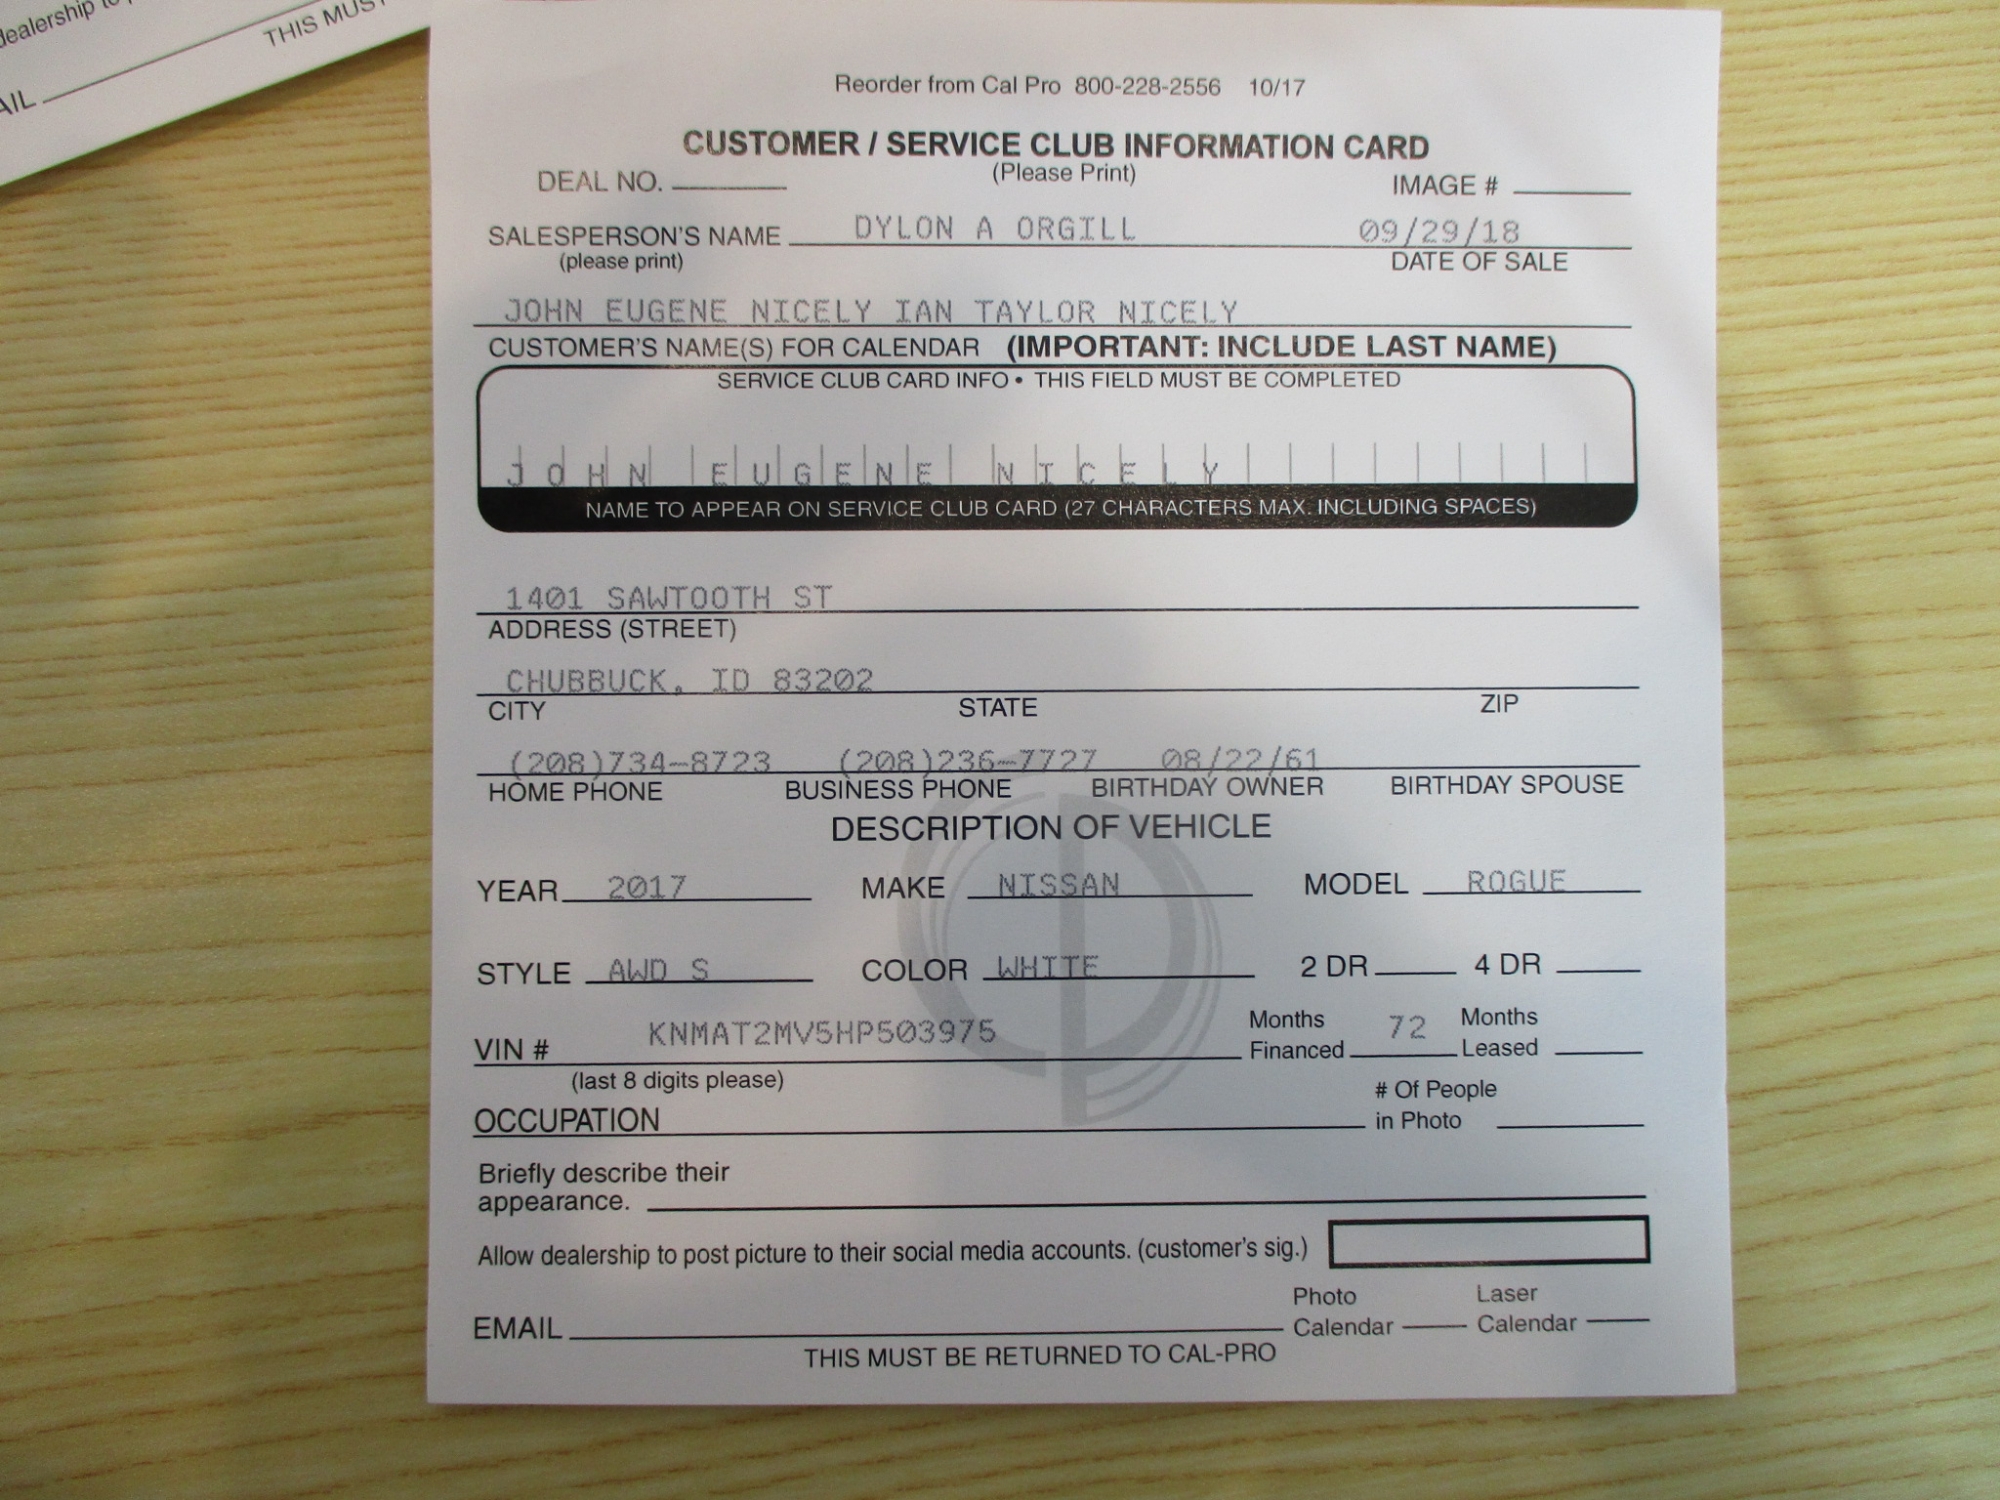 dealership to
THIS MUST
AIL
Reorder from Cal Pro 800-228-2556 10/17
CUSTOMER / SERVICE CLUB INFORMATION CARD
(Please Print)
DEAL NO. IMAGE #
SALESPERSON'S NAME DYLON A ORGILL 09/29/18
(please print) DATE OF SALE
JOHN EUGENE NICELY IAN TAYLOR NICELY
CUSTOMER'S NAME(S) FOR CALENDAR (IMPORTANT: INCLUDE LAST NAME)
SERVICE CLUB CARD INFO • THIS FIELD MUST BE COMPLETED
JOHN EUGENE NICELY
NAME TO APPEAR ON SERVICE CLUB CARD (27 CHARACTERS MAX. INCLUDING SPACES)
1401 SAWTOOTH ST
ADDRESS (STREET)
CHUBBUCK, ID 83202
CITY STATE ZIP
(208)734-8723 (208)236-7727 08/22/61
HOME PHONE BUSINESS PHONE BIRTHDAY OWNER BIRTHDAY SPOUSE
DESCRIPTION OF VEHICLE
YEAR 2017 MAKE NISSAN MODEL ROGUE
STYLE AWD S COLOR WHITE 2 DR 4 DR
VIN # KNMAT2MV5HP503975 Months Financed 72 Months Leased
(last 8 digits please)
OCCUPATION # Of People in Photo
Briefly describe their
appearance.
Allow dealership to post picture to their social media accounts. (customer's sig.)
EMAIL Photo Calendar Laser Calendar
THIS MUST BE RETURNED TO CAL-PRO